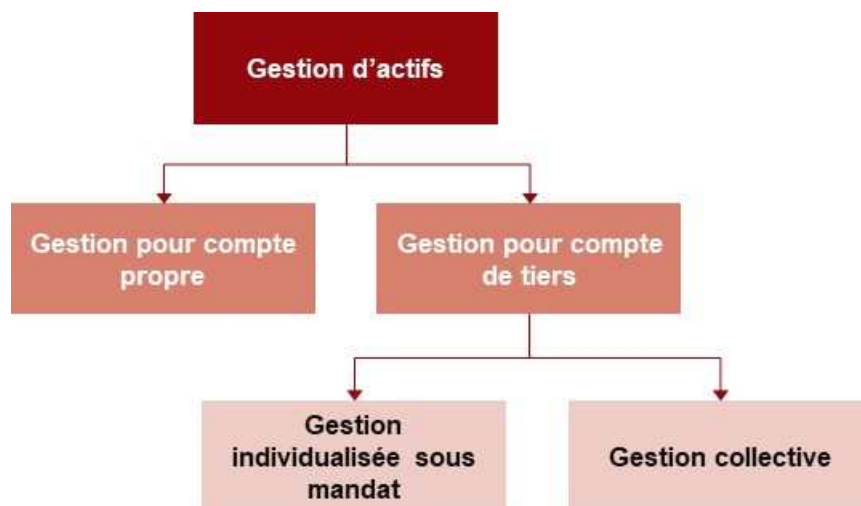 Gestion d'actifs
Gestion pour compte
propre
Gestion pour compte
de tiers
Gestion
individualisée sous
mandat
Gestion collective